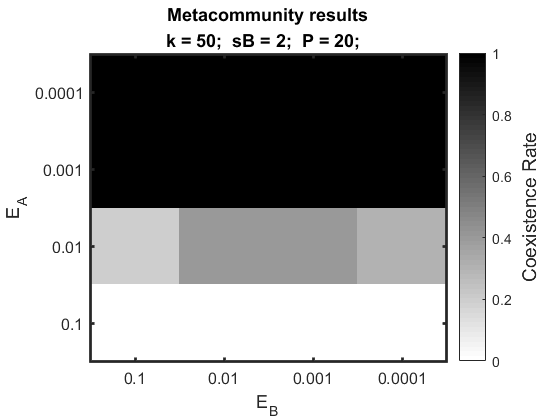 Metacommunity results
k = 50;  sB = 2;  P = 20;
0.0001
0.001
0.01
0.1
E_A
0.1
0.01
0.001
0.0001
E_B
1
0.8
0.6
0.4
0.2
0
Coexistence Rate